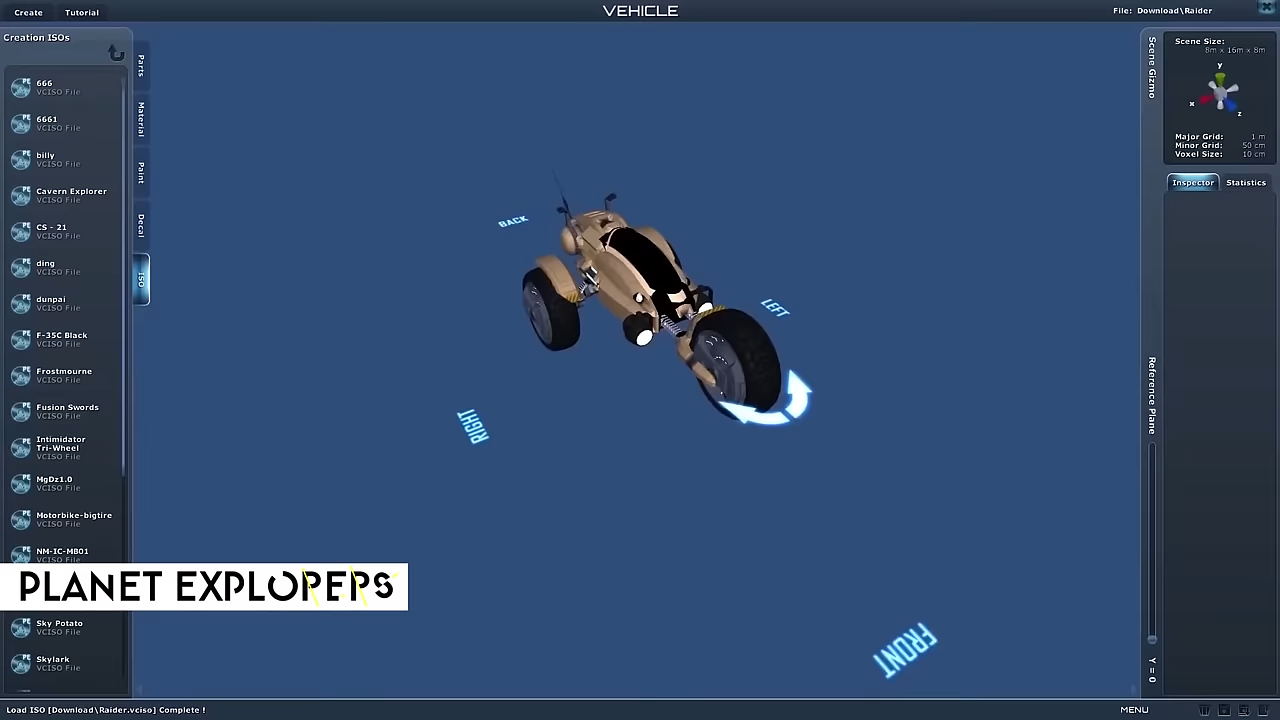 Create
Tutorial
VEHICLE
File: Download\Raider
Creation ISOs
666
VCISO File
6661
VCISO File
billy
VCISO File
Cavern Explorer
VCISO File
CS - 21
VCISO File
ding
VCISO File
dunpai
VCISO File
F-35C Black
VCISO File
Frostmourne
VCISO File
Fusion Swords
VCISO File
Intimidator
Tri-Wheel
VCISO File
MgDz1.0
VCISO File
Motorbike-bigtire
VCISO File
NM-IC-MB01
VCISO File
Sky Potato
VCISO File
Skylark
VCISO File
Parts
Material
Paint
Decal
ISO
BACK
LEFT
RIGHT
FRONT
PLANET EXPLORERS
Scene Gizmo
Reference Plane
Y = 0
Scene Size:
8m x 16m x 8m
y
x
z
Major Grid: 1 m
Minor Grid: 50 cm
Voxel Size: 10 cm
Inspector
Statistics
Load ISO [Download\Raider.vciso] Complete !
MENU